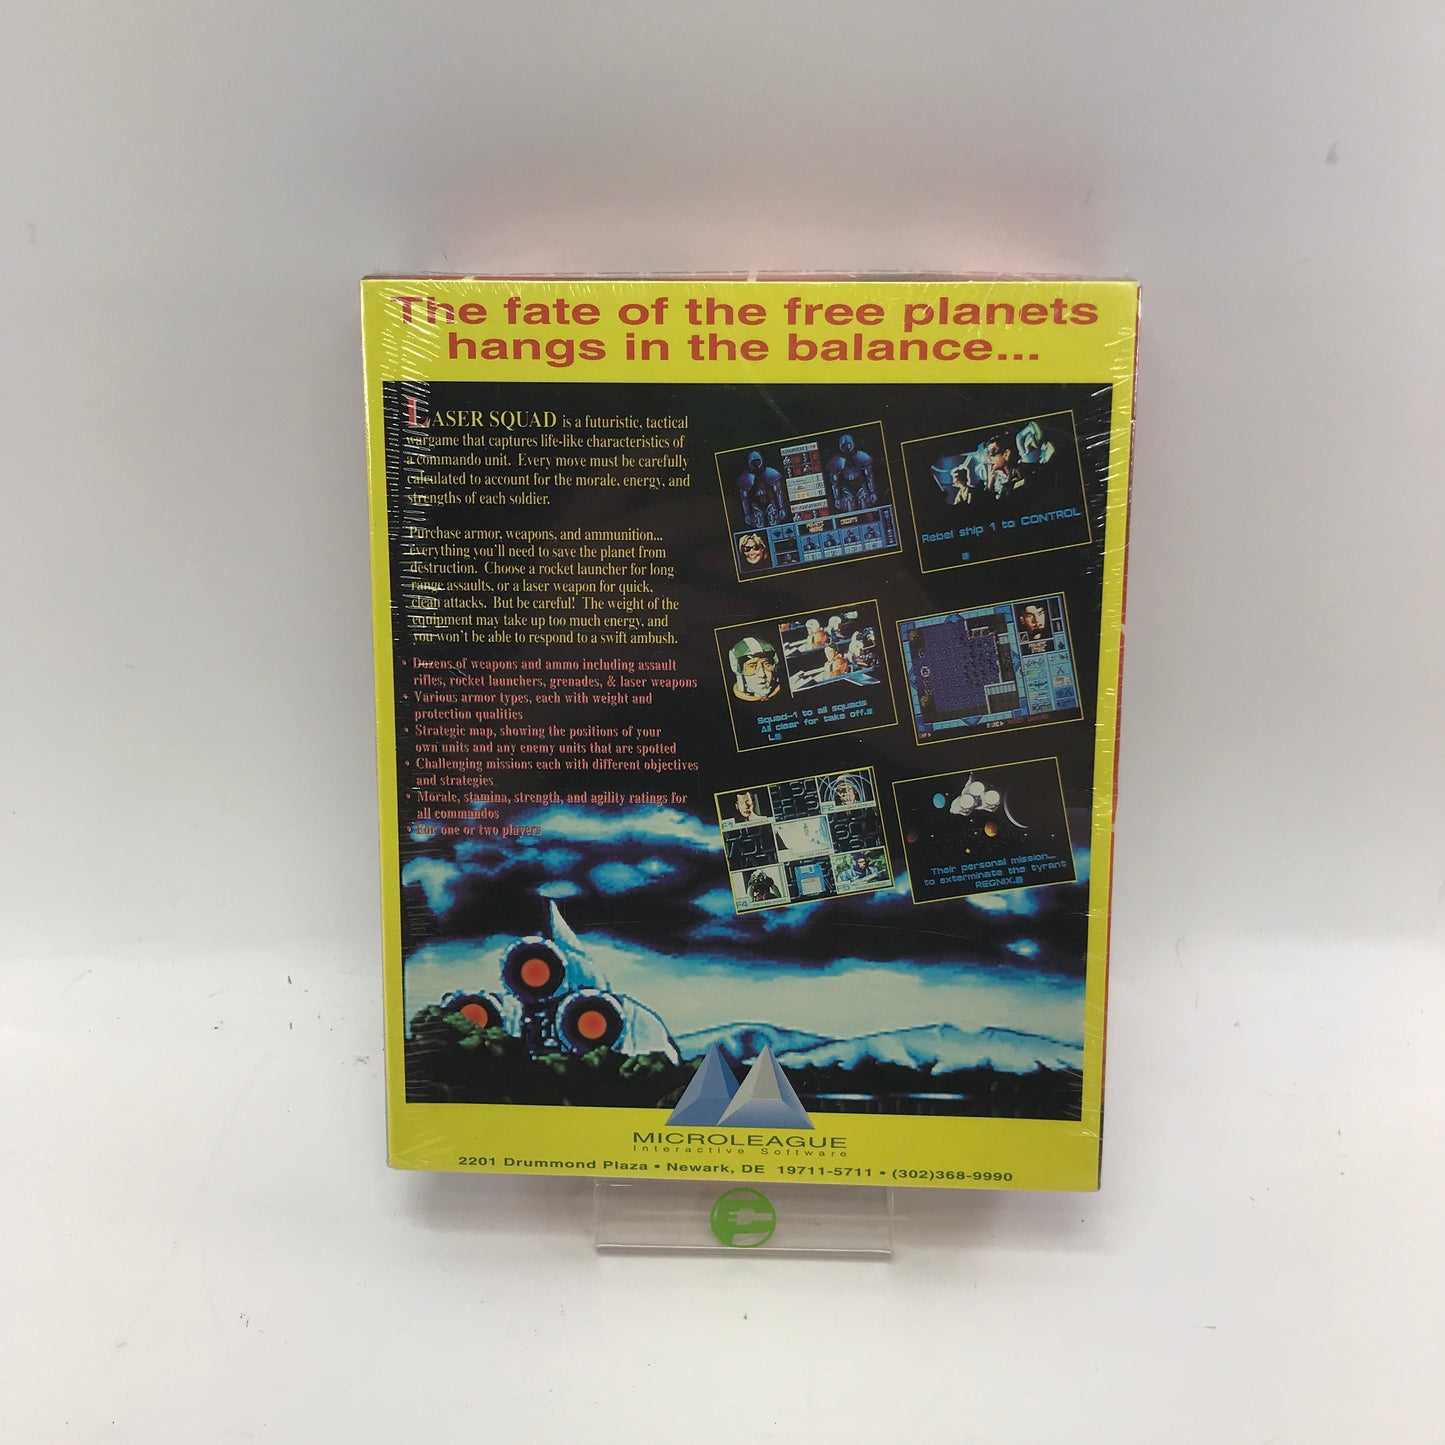 The fate of the free planets
hangs in the balance...
LASER SQUAD is a futuristic, tactical
wargame that captures life-like characteristics of
a commando unit. Every move must be carefully
calculated to account for the morale, energy, and
strengths of each soldier.
Purchase armor, weapons, and ammunition...
everything you'll need to save the planet from
destruction. Choose a rocket launcher for long
range assaults, or a laser weapon for quick,
clean attacks. But be careful! The weight of the
equipment may take up too much energy, and
you won't be able to respond to a swift ambush.
• Dozens of weapons and ammo including assault
rifles, rocket launchers, grenades, & laser weapons
• Various armor types, each with weight and
protection qualities
• Strategic map, showing the positions of your
own units and any enemy units that are spotted
• Challenging missions each with different objectives
and strategies
• Morale, stamina, strength, and agility ratings for
all commandos
• For one or two players
CREDITS
Rebel ship 1 to CONTROL
Squad-1 to all squads
All clear for take off.
F1
F2
F4
F5
Their personal mission...
to exterminate the tyrant
REGNIX.
MICROLEAGUE
Interactive Software
2201 Drummond Plaza • Newark, DE 19711-5711 • (302)368-9990